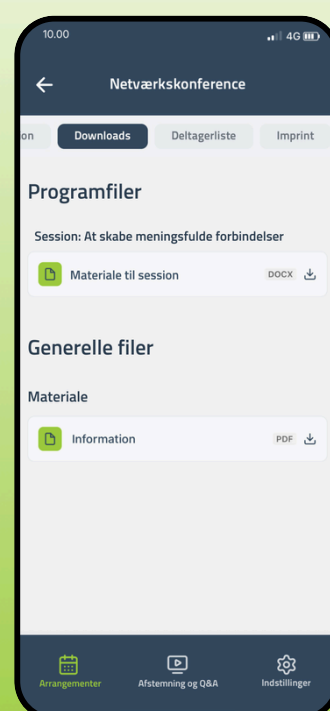 10.00
4G
Netværkskonference
on
Downloads
Deltagerliste
Imprint
Programfiler
Session: At skabe meningsfulde forbindelser
Materiale til session
DOCX
Generelle filer
Materiale
Information
PDF
Arrangementer
Afstemning og Q&A
Indstillinger